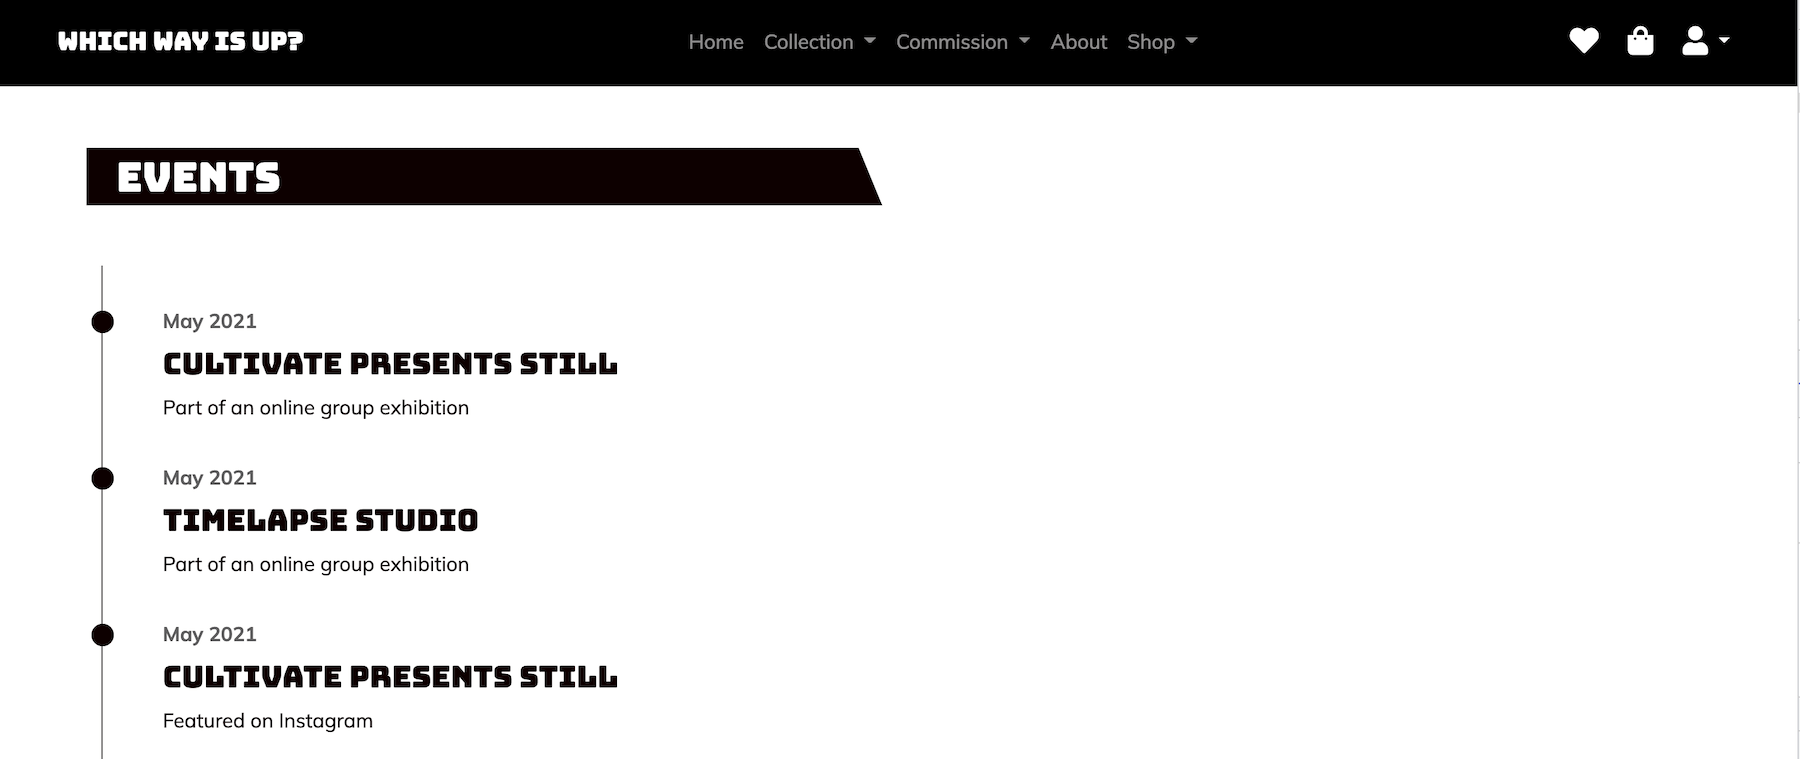 WHICH WAY IS UP?
Home Collection Commission About Shop
EVENTS
May 2021
CULTIVATE PRESENTS STILL
Part of an online group exhibition
May 2021
TIMELAPSE STUDIO
Part of an online group exhibition
May 2021
CULTIVATE PRESENTS STILL
Featured on Instagram